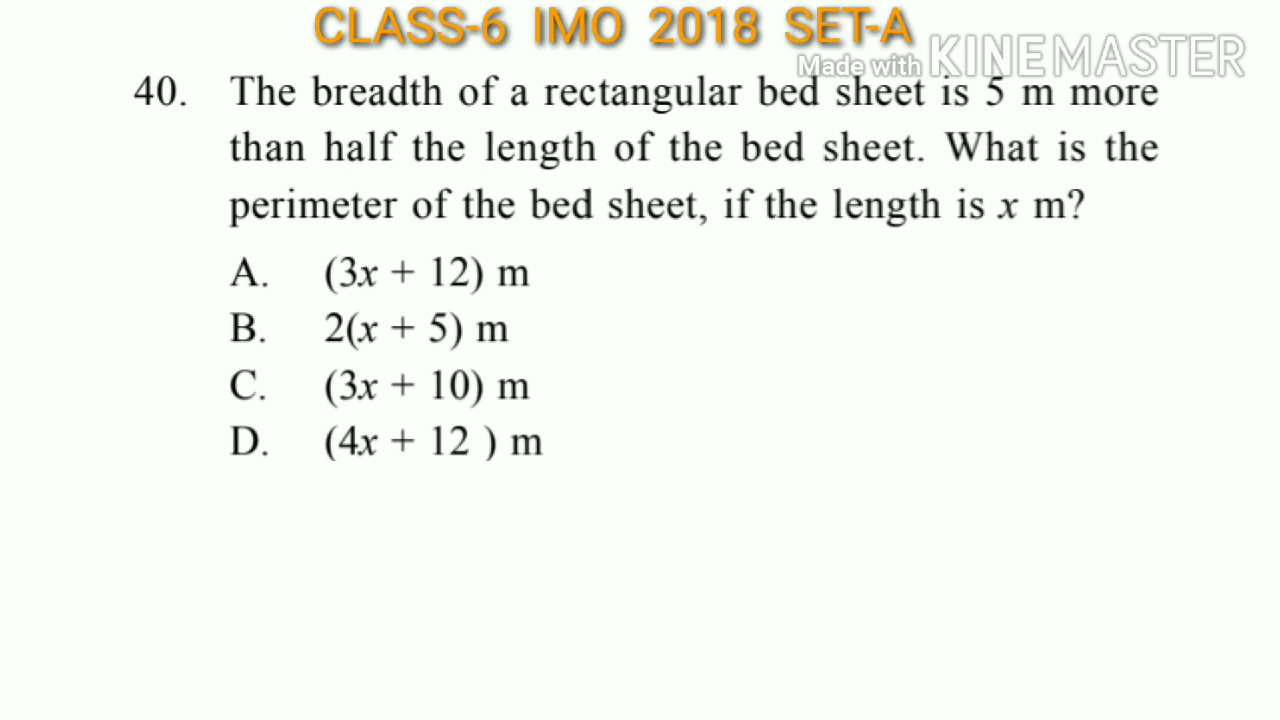 CLASS-6 IMO 2018 SET-A
Made with KINEMASTER
40. The breadth of a rectangular bed sheet is 5 m more
than half the length of the bed sheet. What is the
perimeter of the bed sheet, if the length is x m?
A. (3x + 12) m
B. 2(x + 5) m
C. (3x + 10) m
D. (4x + 12 ) m